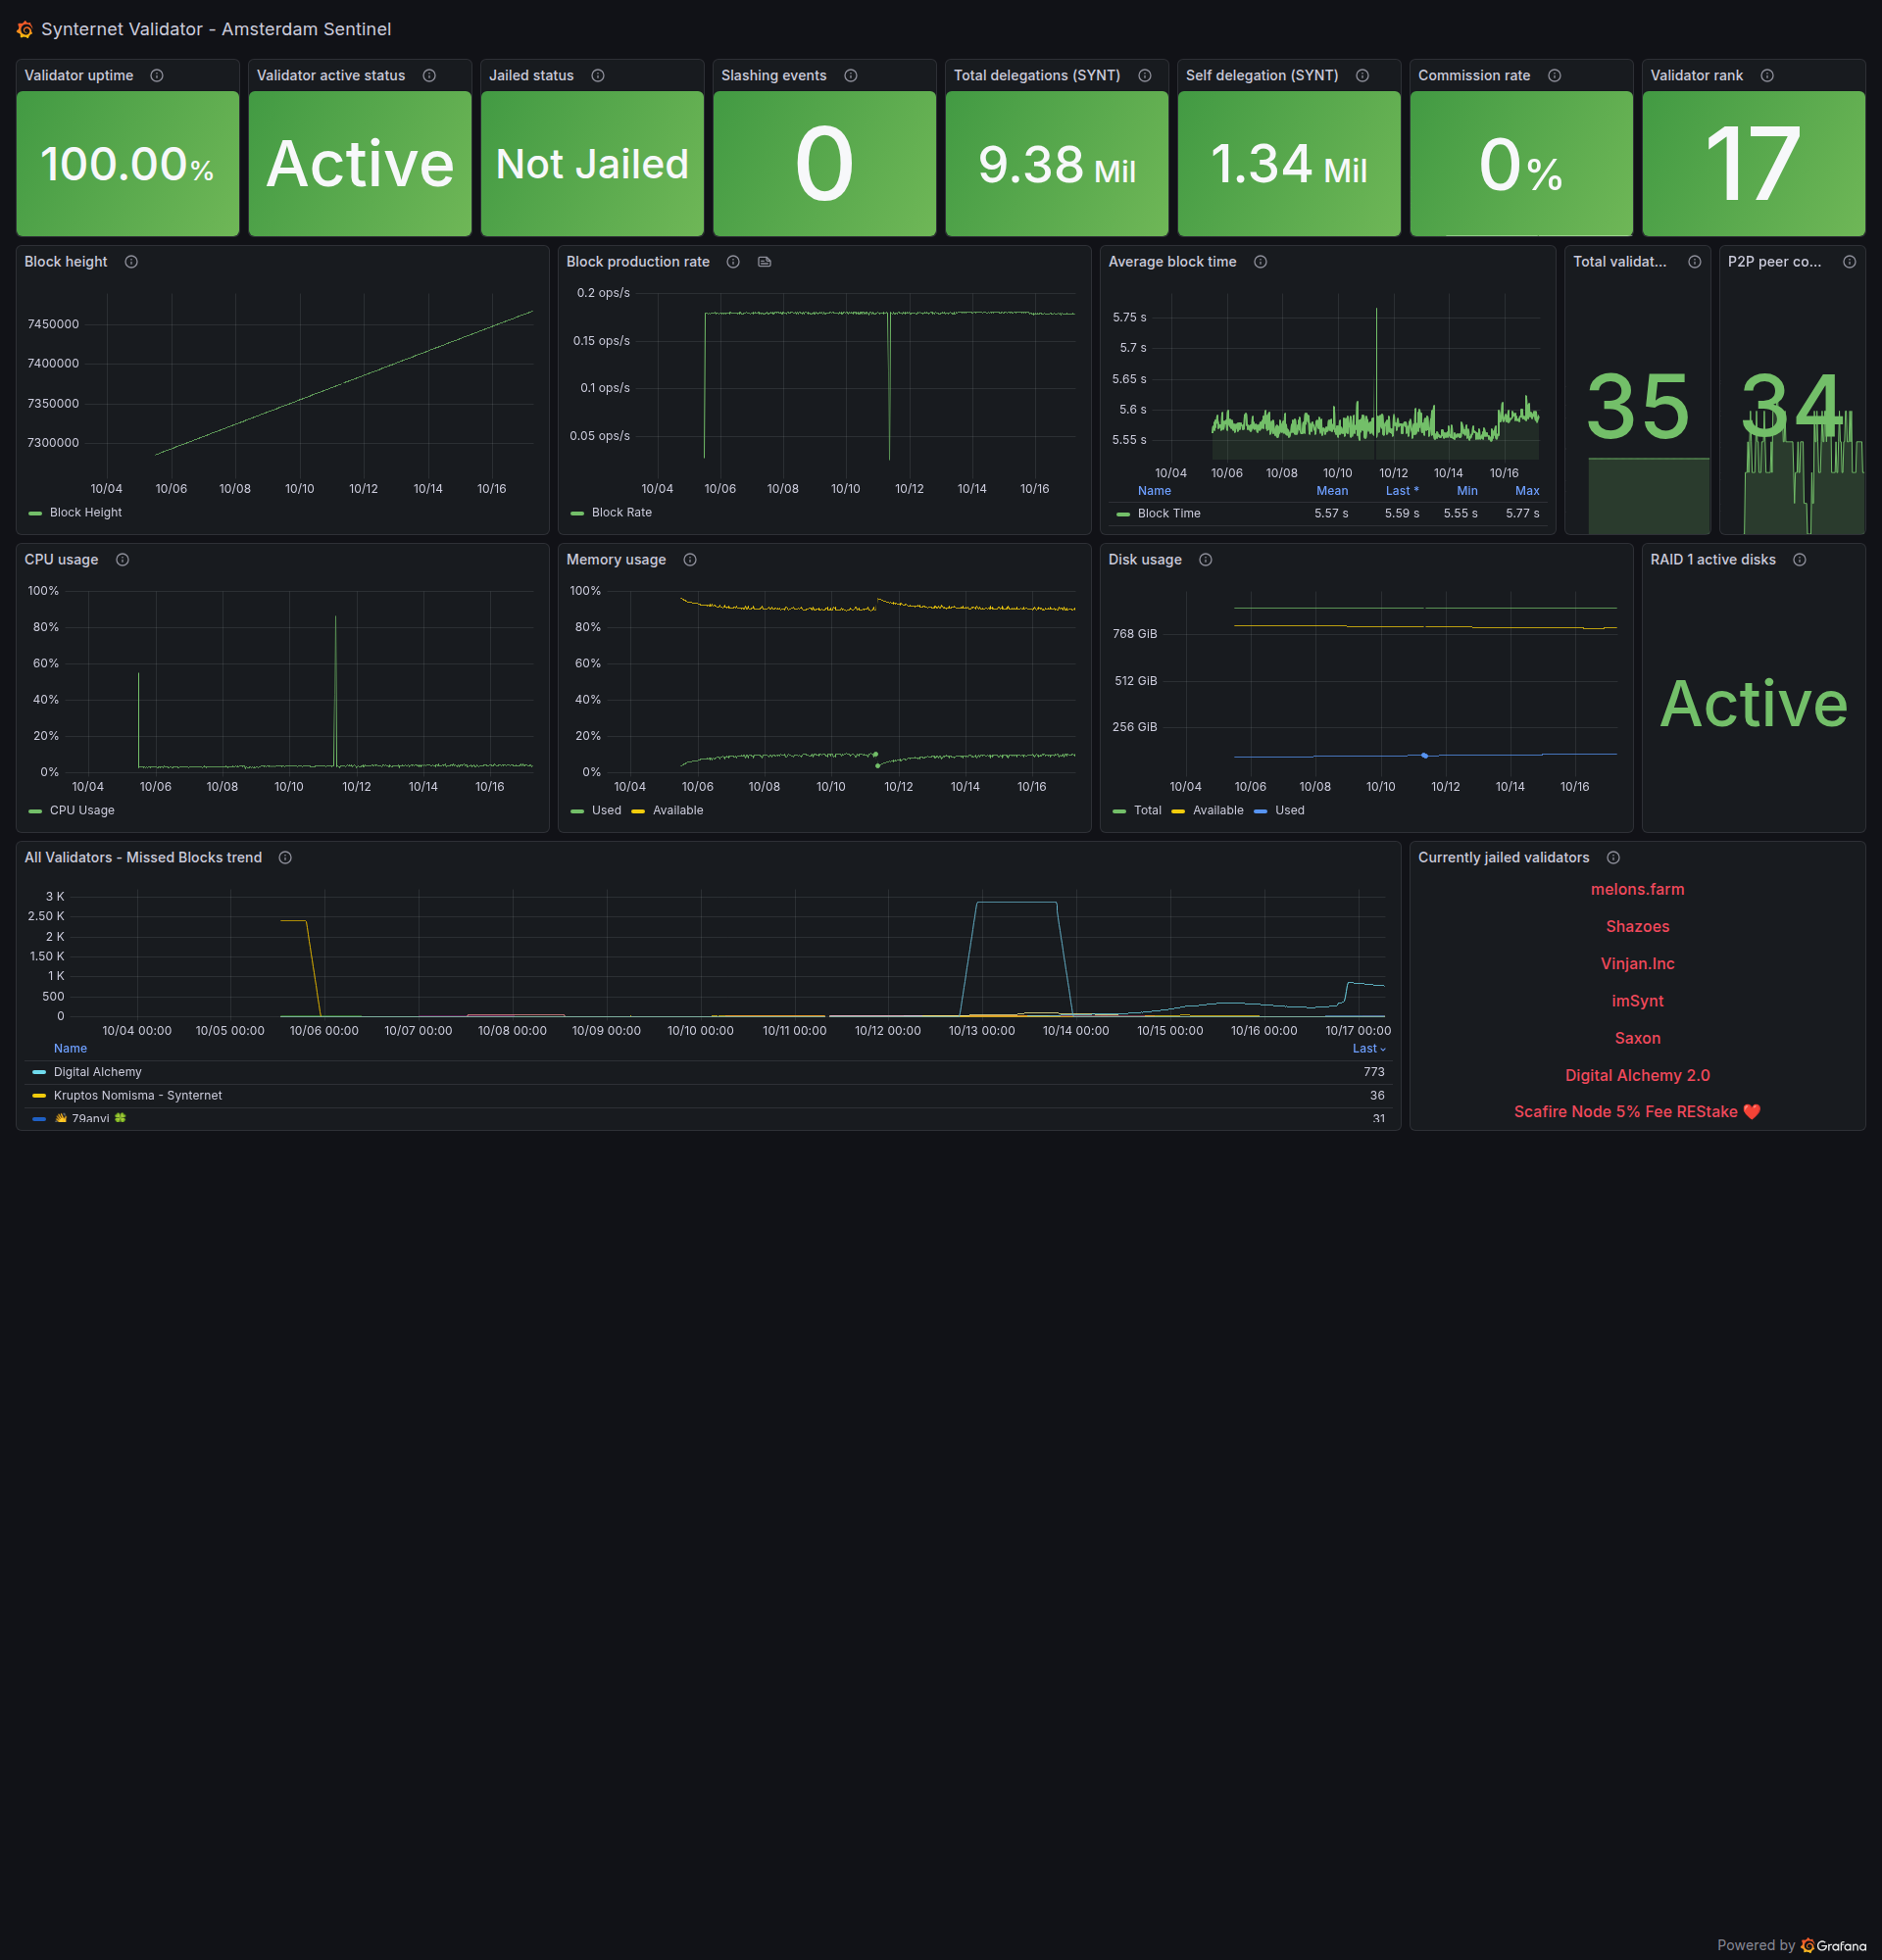 Synternet Validator - Amsterdam Sentinel
Validator uptime
100.00%
Validator active status
Active
Jailed status
Not Jailed
Slashing events
0
Total delegations (SYNT)
9.38 Mil
Self delegation (SYNT)
1.34 Mil
Commission rate
0%
Validator rank
17
Block height
7450000
7400000
7350000
7300000
10/04 10/06 10/08 10/10 10/12 10/14 10/16
Block Height
Block production rate
0.2 ops/s
0.15 ops/s
0.1 ops/s
0.05 ops/s
10/04 10/06 10/08 10/10 10/12 10/14 10/16
Block Rate
Average block time
5.75 s
5.7 s
5.65 s
5.6 s
5.55 s
10/04 10/06 10/08 10/10 10/12 10/14 10/16
Name Mean Last * Min Max
Block Time 5.57 s 5.59 s 5.55 s 5.77 s
Total validat...
35
P2P peer co...
34
CPU usage
100%
80%
60%
40%
20%
0%
10/04 10/06 10/08 10/10 10/12 10/14 10/16
CPU Usage
Memory usage
100%
80%
60%
40%
20%
0%
10/04 10/06 10/08 10/10 10/12 10/14 10/16
Used Available
Disk usage
768 GiB
512 GiB
256 GiB
10/04 10/06 10/08 10/10 10/12 10/14 10/16
Total Available Used
RAID 1 active disks
Active
All Validators - Missed Blocks trend
3 K
2.50 K
2 K
1.50 K
1 K
500
0
10/04 00:00 10/05 00:00 10/06 00:00 10/07 00:00 10/08 00:00 10/09 00:00 10/10 00:00 10/11 00:00 10/12 00:00 10/13 00:00 10/14 00:00 10/15 00:00 10/16 00:00 10/17 00:00
Name Last
Digital Alchemy 773
Kruptos Nomisma - Synternet 36
👋 79anvi 🍀 31
Currently jailed validators
melons.farm
Shazoes
Vinjan.Inc
imSynt
Saxon
Digital Alchemy 2.0
Scafire Node 5% Fee REStake ❤️
Powered by Grafana